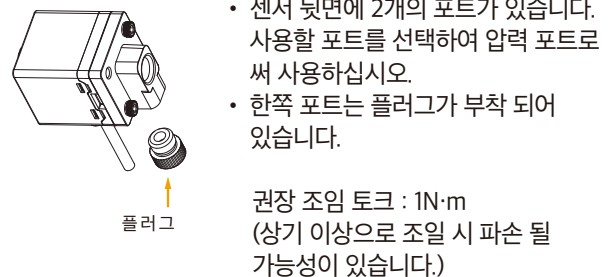 • 센서 뒷면에 2개의 포트가 있습니다.
사용할 포트를 선택하여 압력 포트로
써 사용하십시오.
• 한쪽 포트는 플러그가 부착 되어
있습니다.
권장 조임 토크 : 1N·m
(상기 이상으로 조일 시 파손 될
가능성이 있습니다.)
플러그